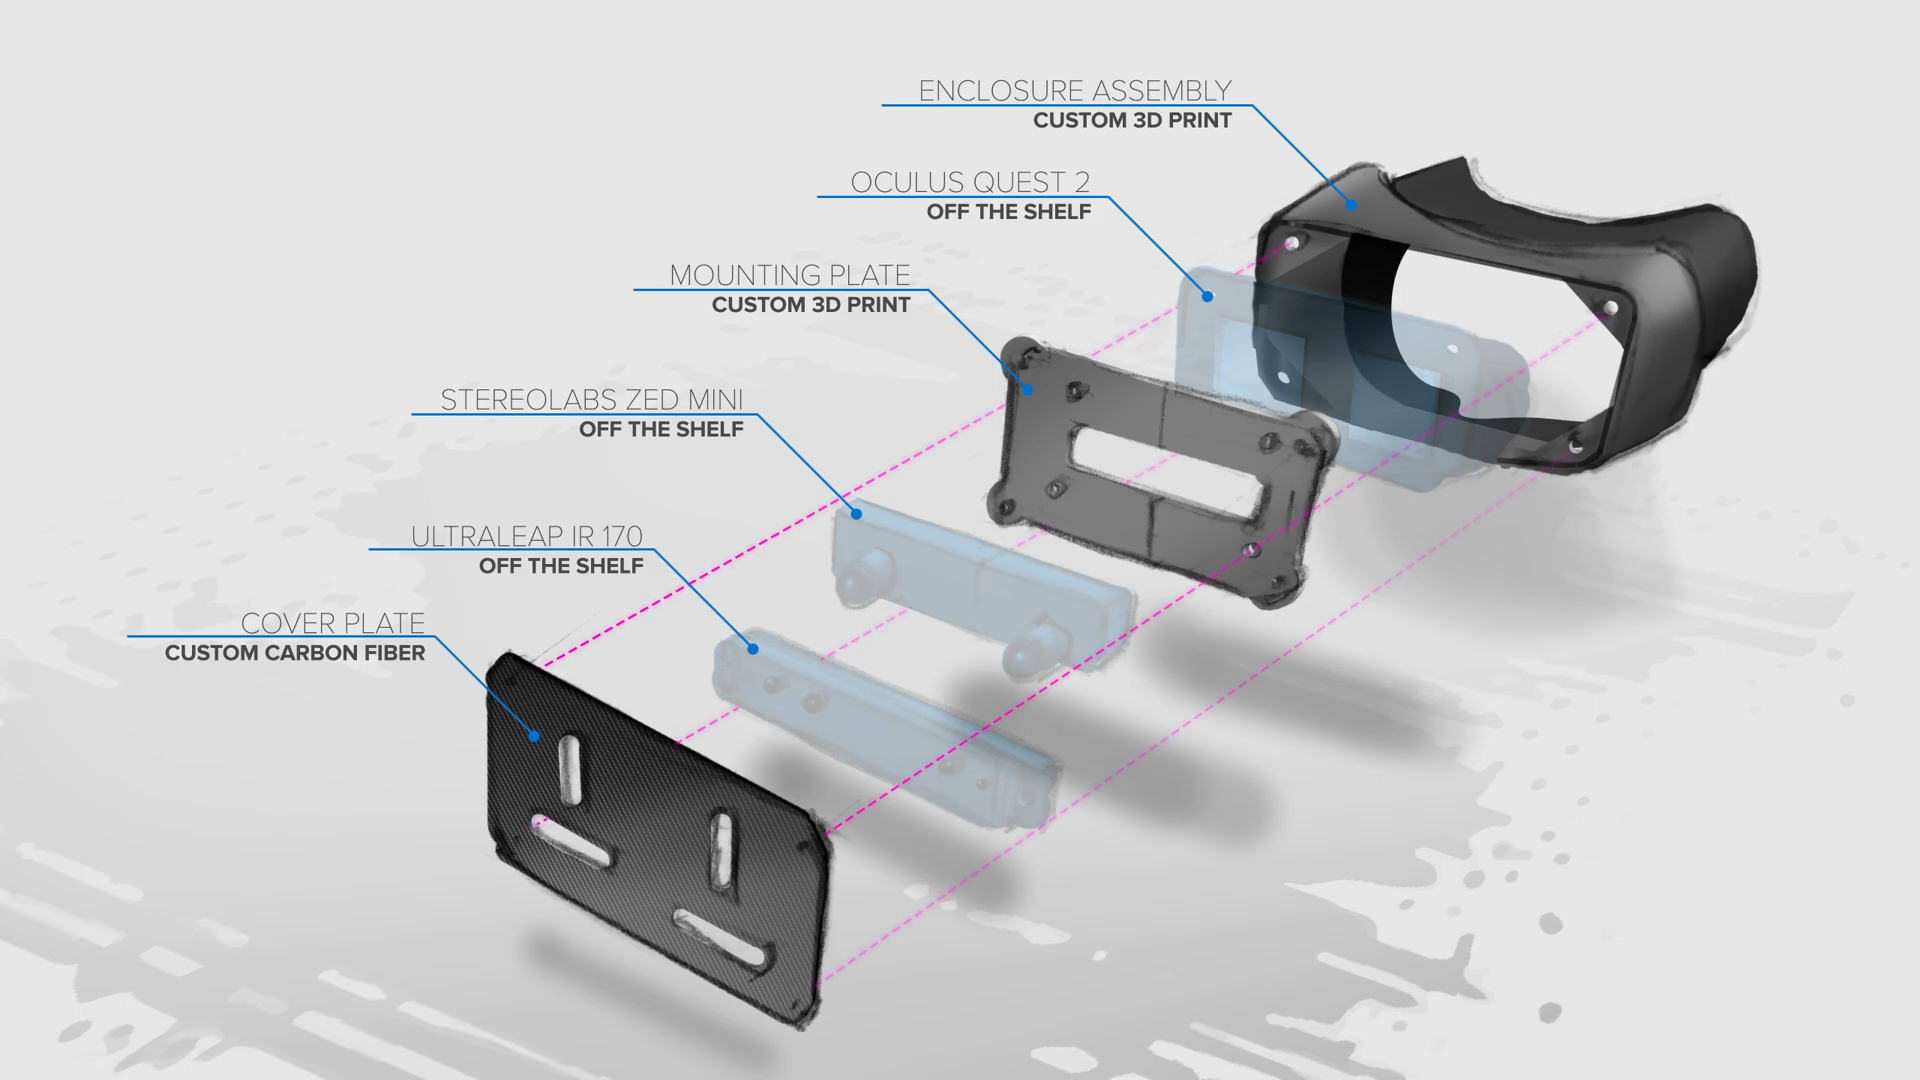 ENCLOSURE ASSEMBLY
CUSTOM 3D PRINT
OCULUS QUEST 2
OFF THE SHELF
MOUNTING PLATE
CUSTOM 3D PRINT
STEREOLABS ZED MINI
OFF THE SHELF
ULTRALEAP IR 170
OFF THE SHELF
COVER PLATE
CUSTOM CARBON FIBER